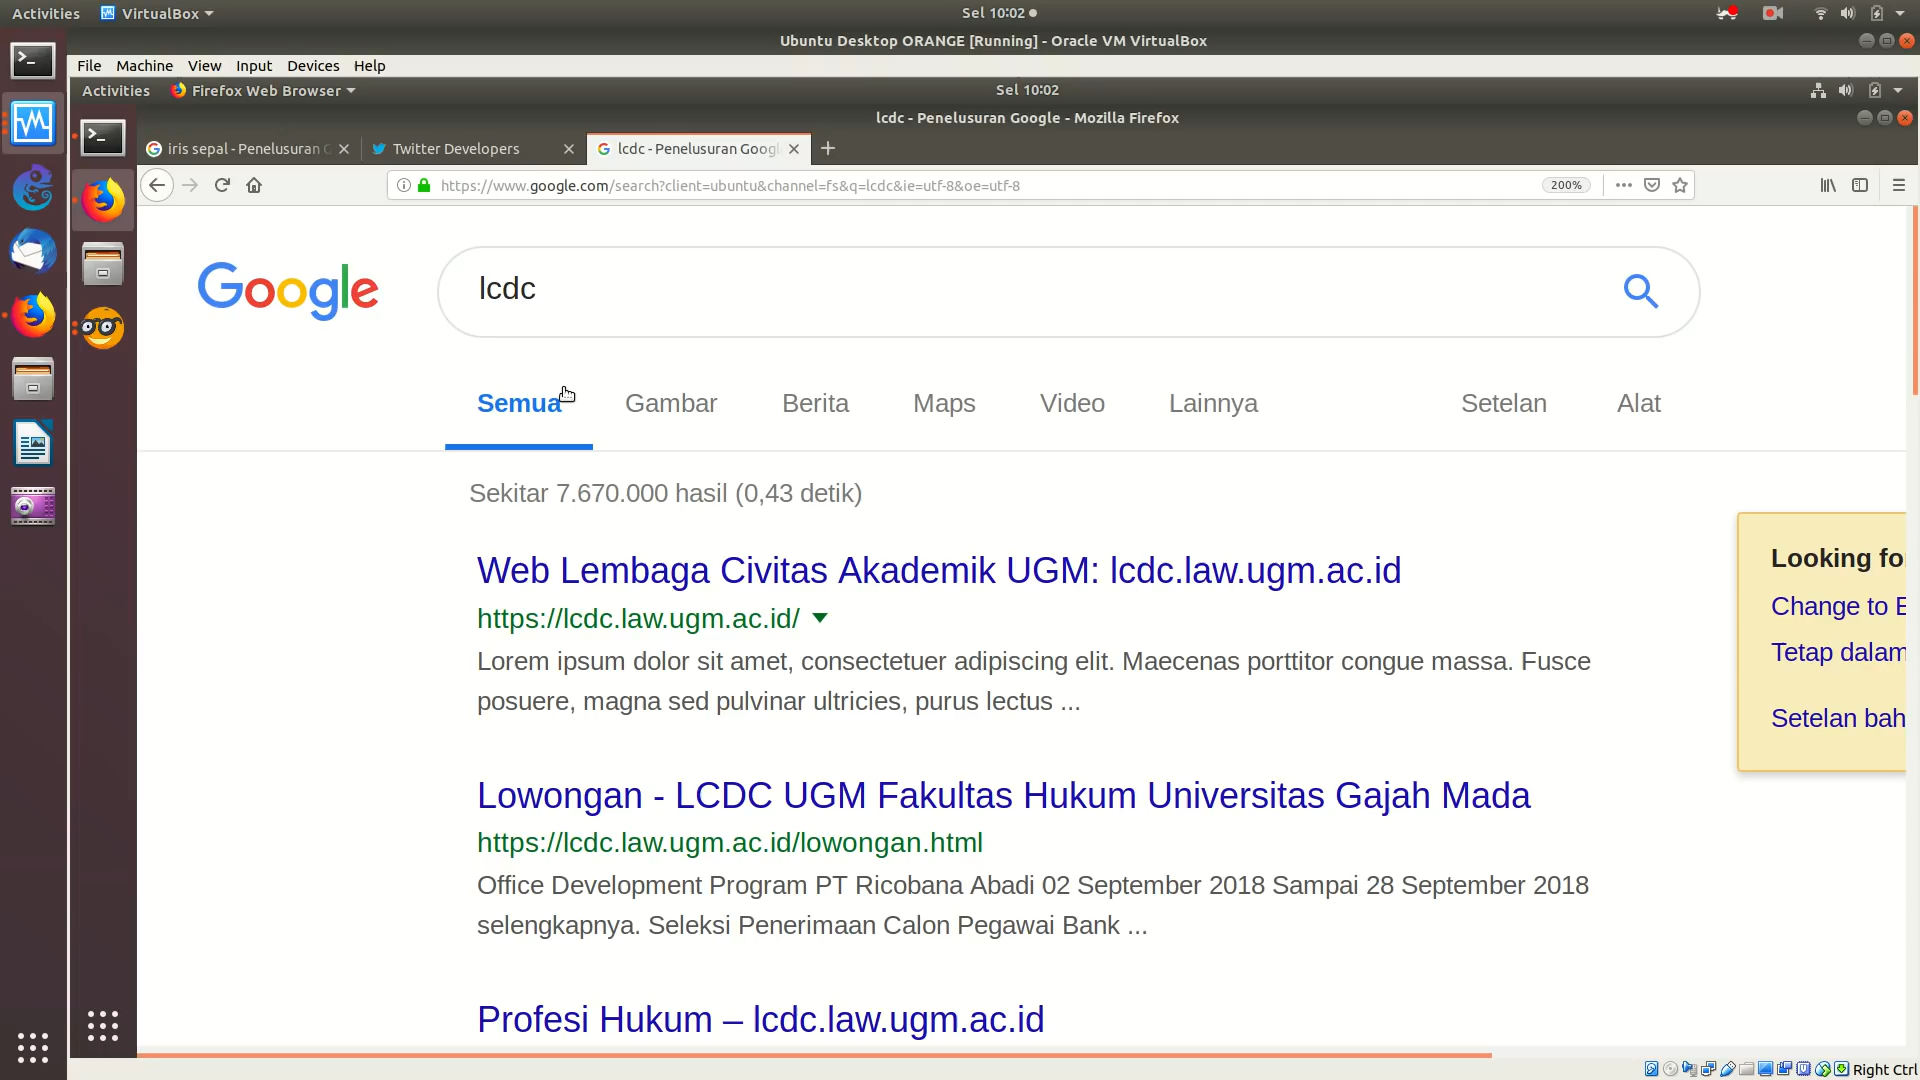 Activities VirtualBox Sel 10:02
Ubuntu Desktop ORANGE [Running] - Oracle VM VirtualBox
File Machine View Input Devices Help
Activities Firefox Web Browser Sel 10:02
lcdc - Penelusuran Google - Mozilla Firefox
iris sepal - Penelusuran G Twitter Developers lcdc - Penelusuran Googl
https://www.google.com/search?client=ubuntu&channel=fs&q=lcdc&ie=utf-8&oe=utf-8 200%
Google lcdc
Semua Gambar Berita Maps Video Lainnya Setelan Alat
Sekitar 7.670.000 hasil (0,43 detik)
Web Lembaga Civitas Akademik UGM: lcdc.law.ugm.ac.id
https://lcdc.law.ugm.ac.id/
Lorem ipsum dolor sit amet, consectetuer adipiscing elit. Maecenas porttitor congue massa. Fusce
posuere, magna sed pulvinar ultricies, purus lectus ...
Looking fo
Change to E
Tetap dalam
Setelan bah
Lowongan - LCDC UGM Fakultas Hukum Universitas Gajah Mada
https://lcdc.law.ugm.ac.id/lowongan.html
Office Development Program PT Ricobana Abadi 02 September 2018 Sampai 28 September 2018
selengkapnya. Seleksi Penerimaan Calon Pegawai Bank ...
Profesi Hukum – lcdc.law.ugm.ac.id
Right Ctrl